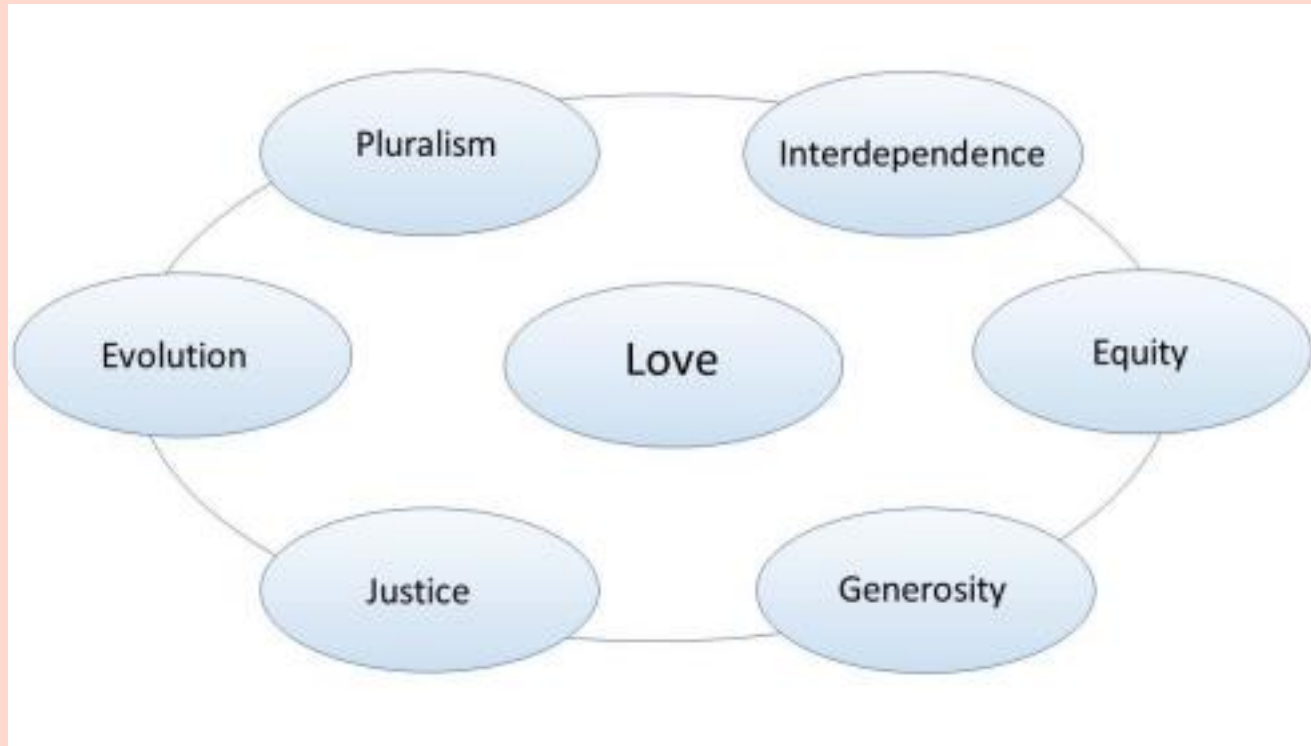 Pluralism
Interdependence
Evolution
Love
Equity
Justice
Generosity